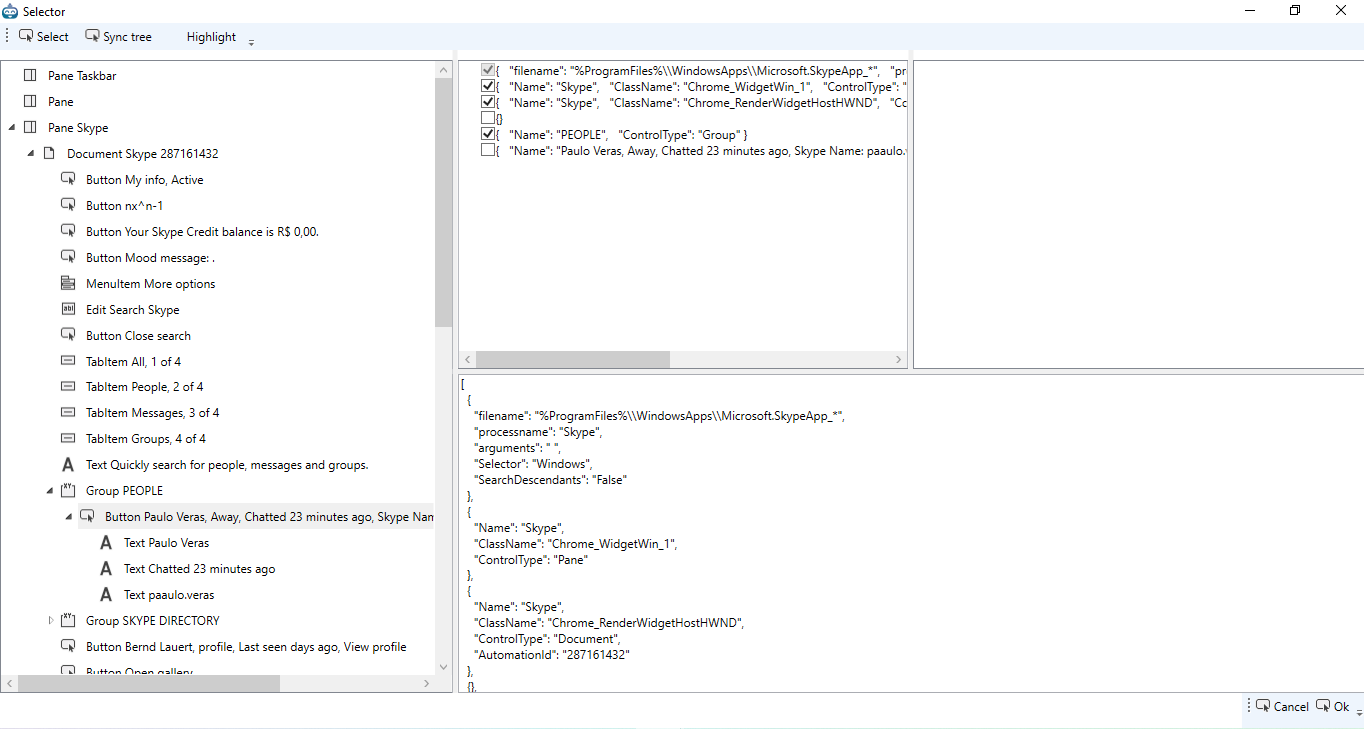 Selector
Select Sync tree Highlight
Pane Taskbar
Pane
Pane Skype
Document Skype 287161432
Button My info, Active
Button nx^n-1
Button Your Skype Credit balance is R$ 0,00.
Button Mood message: .
MenuItem More options
Edit Search Skype
Button Close search
TabItem All, 1 of 4
TabItem People, 2 of 4
TabItem Messages, 3 of 4
TabItem Groups, 4 of 4
Text Quickly search for people, messages and groups.
Group PEOPLE
Button Paulo Veras, Away, Chatted 23 minutes ago, Skype Nan
Text Paulo Veras
Text Chatted 23 minutes ago
Text paaulo.veras
Group SKYPE DIRECTORY
Button Bernd Lauert, profile, Last seen days ago, View profile
Button Open gallery
{ "filename": "%ProgramFiles%\\WindowsApps\\Microsoft.SkypeApp_*", "pr
{ "Name": "Skype", "ClassName": "Chrome_WidgetWin_1", "ControlType": "
{ "Name": "Skype", "ClassName": "Chrome_RenderWidgetHostHWND", "Cc
{}
{ "Name": "PEOPLE", "ControlType": "Group" }
{ "Name": "Paulo Veras, Away, Chatted 23 minutes ago, Skype Name: paaulo.
[
{
"filename": "%ProgramFiles%\\WindowsApps\\Microsoft.SkypeApp_*",
"processname": "Skype",
"arguments": " ",
"Selector": "Windows",
"SearchDescendants": "False"
},
{
"Name": "Skype",
"ClassName": "Chrome_WidgetWin_1",
"ControlType": "Pane"
},
{
"Name": "Skype",
"ClassName": "Chrome_RenderWidgetHostHWND",
"ControlType": "Document",
"AutomationId": "287161432"
},
{},
Cancel Ok